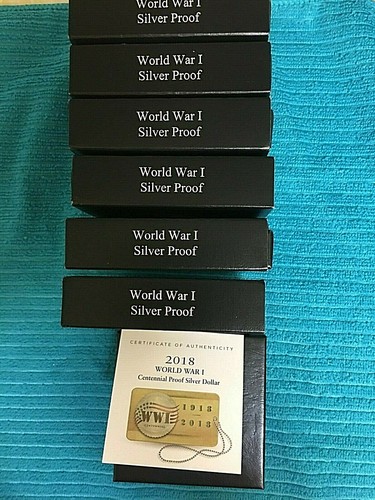 World War I
Silver Proof
World War I
Silver Proof
World War I
Silver Proof
World War I
Silver Proof
World War I
Silver Proof
World War I
Silver Proof
CERTIFICATE OF AUTHENTICITY
2018
WORLD WAR I
Centennial Proof Silver Dollar
WWI
1918
2018